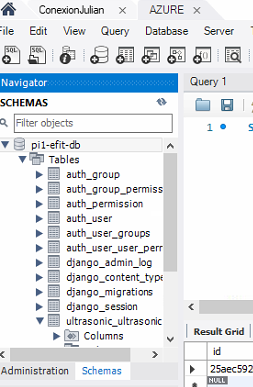 ConexionJulian × AZURE ×
File Edit View Query Database Server
Navigator
Query 1
SCHEMAS
Filter objects
1
pi1-efit-db
Tables
auth_group
auth_group_permiss
auth_permission
auth_user
auth_user_groups
auth_user_user_perr
django_admin_log
django_content_type
django_migrations
django_session
ultrasonic_ultrasonic
Columns
Result Grid
id
25aec592
NULL
Administration Schemas